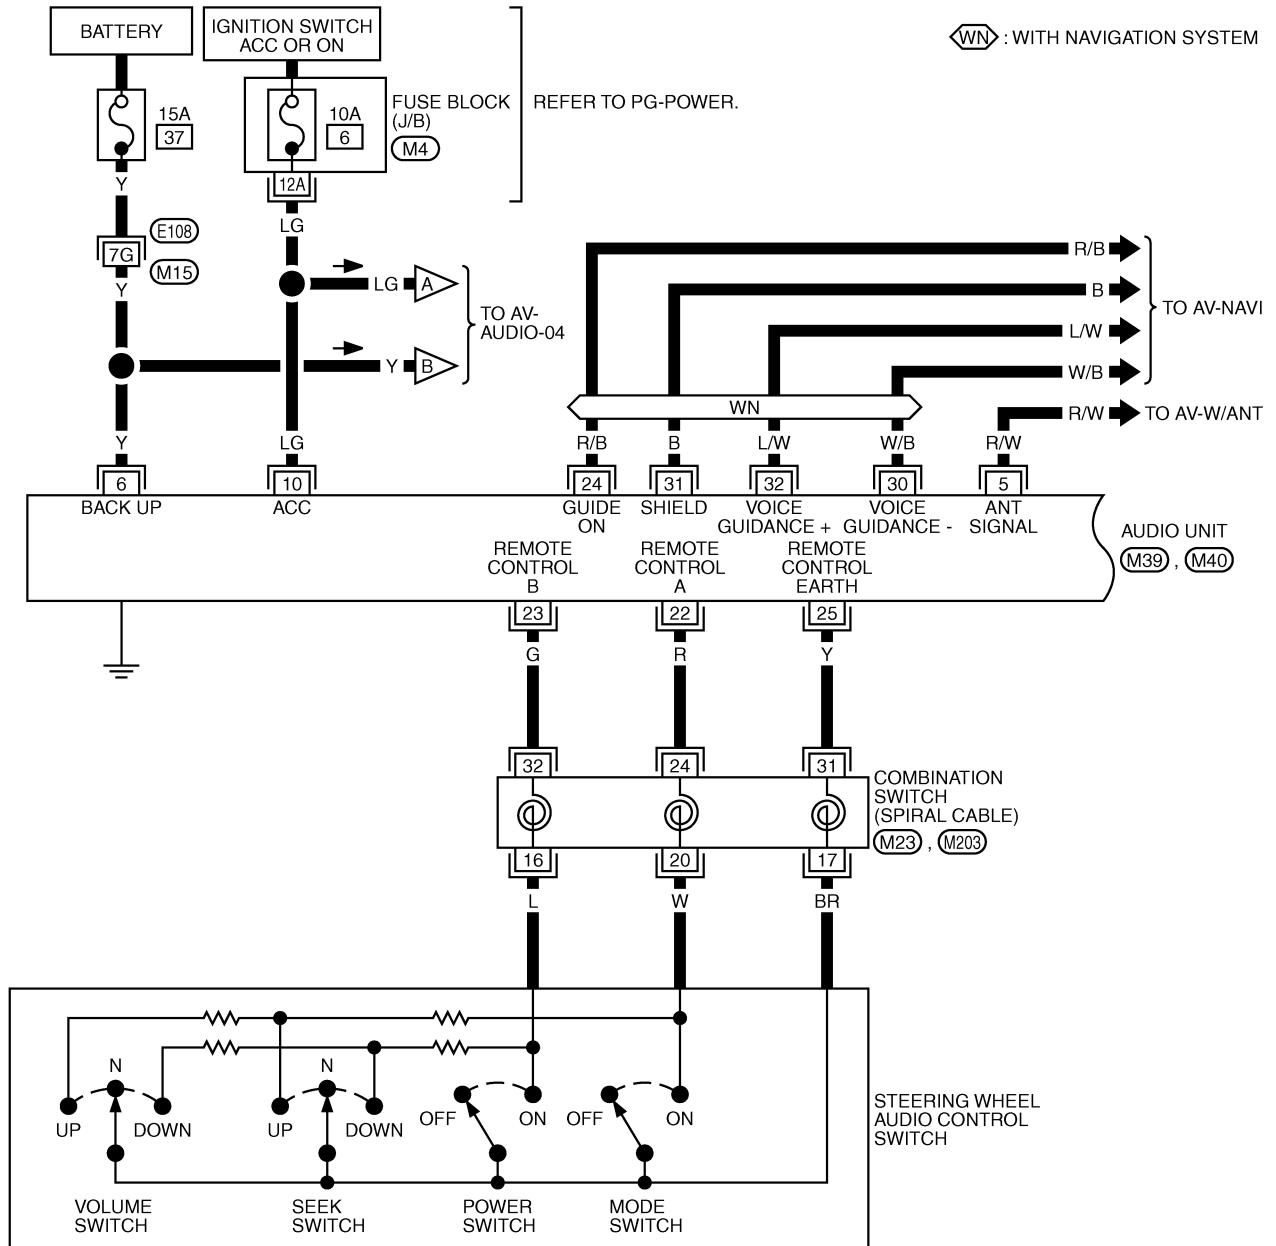 BATTERY
IGNITION SWITCH
ACC OR ON
WN : WITH NAVIGATION SYSTEM
15A
37
10A
6
FUSE BLOCK
(J/B)
M4
REFER TO PG-POWER.
12A
Y
LG
E108
7G
M15
Y
LG
A
Y
B
TO AV-
AUDIO-04
R/B
B
L/W
W/B
TO AV-NAVI
R/W
TO AV-W/ANT
WN
Y
LG
R/B
B
L/W
W/B
R/W
6
10
24
31
32
30
5
BACK UP
ACC
GUIDE
ON
SHIELD
VOICE
GUIDANCE +
VOICE
GUIDANCE -
ANT
SIGNAL
REMOTE
CONTROL
B
REMOTE
CONTROL
A
REMOTE
CONTROL
EARTH
AUDIO UNIT
M39 , M40
23
22
25
G
R
Y
32
24
31
COMBINATION
SWITCH
(SPIRAL CABLE)
M23 , M203
16
20
17
L
W
BR
N
UP
DOWN
N
UP
DOWN
OFF
ON
OFF
ON
STEERING WHEEL
AUDIO CONTROL
SWITCH
VOLUME
SWITCH
SEEK
SWITCH
POWER
SWITCH
MODE
SWITCH